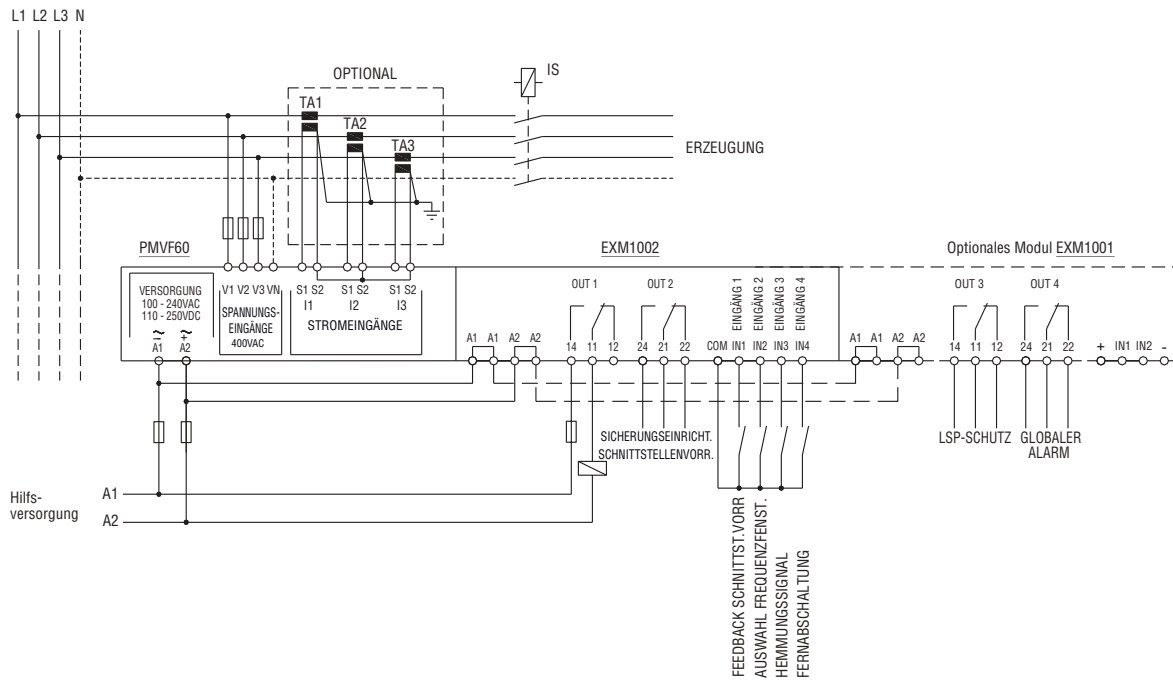 L1 L2 L3 N
OPTIONAL
IS
TA1
TA2
TA3
ERZEUGUNG
PMVF60
EXM1002
Optionales Modul EXM1001
VERSORGUNG
100 - 240VAC
110 - 250VDC
~ ~
- +
A1 A2
V1 V2 V3 VN
SPANNUNGS-
EINGÄNGE
400VAC
S1 S2 S1 S2 S1 S2
I1 I2 I3
STROMEINGÄNGE
OUT 1
OUT 2
EINGÄNG 1
EINGÄNG 2
EINGÄNG 3
EINGÄNG 4
OUT 3
OUT 4
A1 A1 A2 A2
14 11 12
24 21 22
COM IN1 IN2 IN3 IN4
A1 A1 A2 A2
14 11 12
24 21 22
+ IN1 IN2 -
SICHERUNGSEINRICHT.
SCHNITTSTELLENVORR.
LSP-SCHUTZ
GLOBALER
ALARM
Hilfs-
versorgung
A1
A2
FEEDBACK SCHNITTST.VORR
AUSWAHL FREQUENZFENST.
HEMMUNGSSIGNAL
FERNABSCHALTUNG